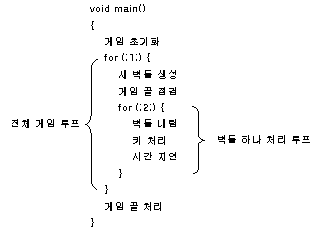 void main()
{
게임 초기화
for (;1;) {
새 벽돌 생성
게임 끝 점검
for (;2;) {
전체 게임 루프
벽돌 내림
키 처리
벽돌 하나 처리 루프
시간 지연
}
}
게임 끝 처리
}